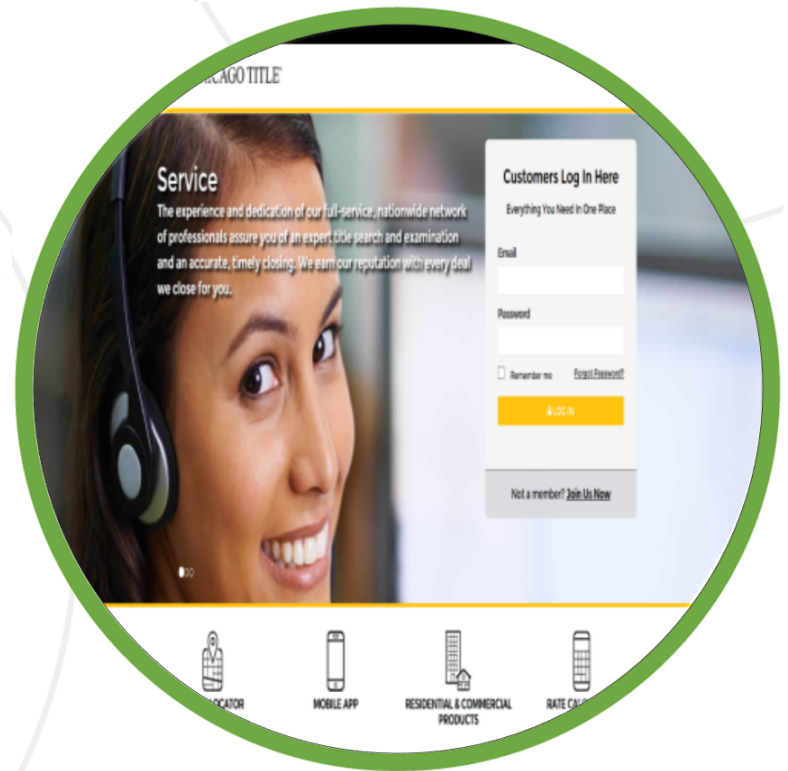 CAGO TITLE
Service
The experience and dedication of our full-service, nationwide network
of professionals assure you of an expert title search and examination
and an accurate, timely closing. We earn our reputation with every deal
we close for you.
Customers Log In Here
Everything You Need In One Place
Email
Password
Remember me
Forgot Password?
LOG IN
Not a member? Join Us Now
MOBILE APP
RESIDENTIAL & COMMERCIAL
PRODUCTS
RATE